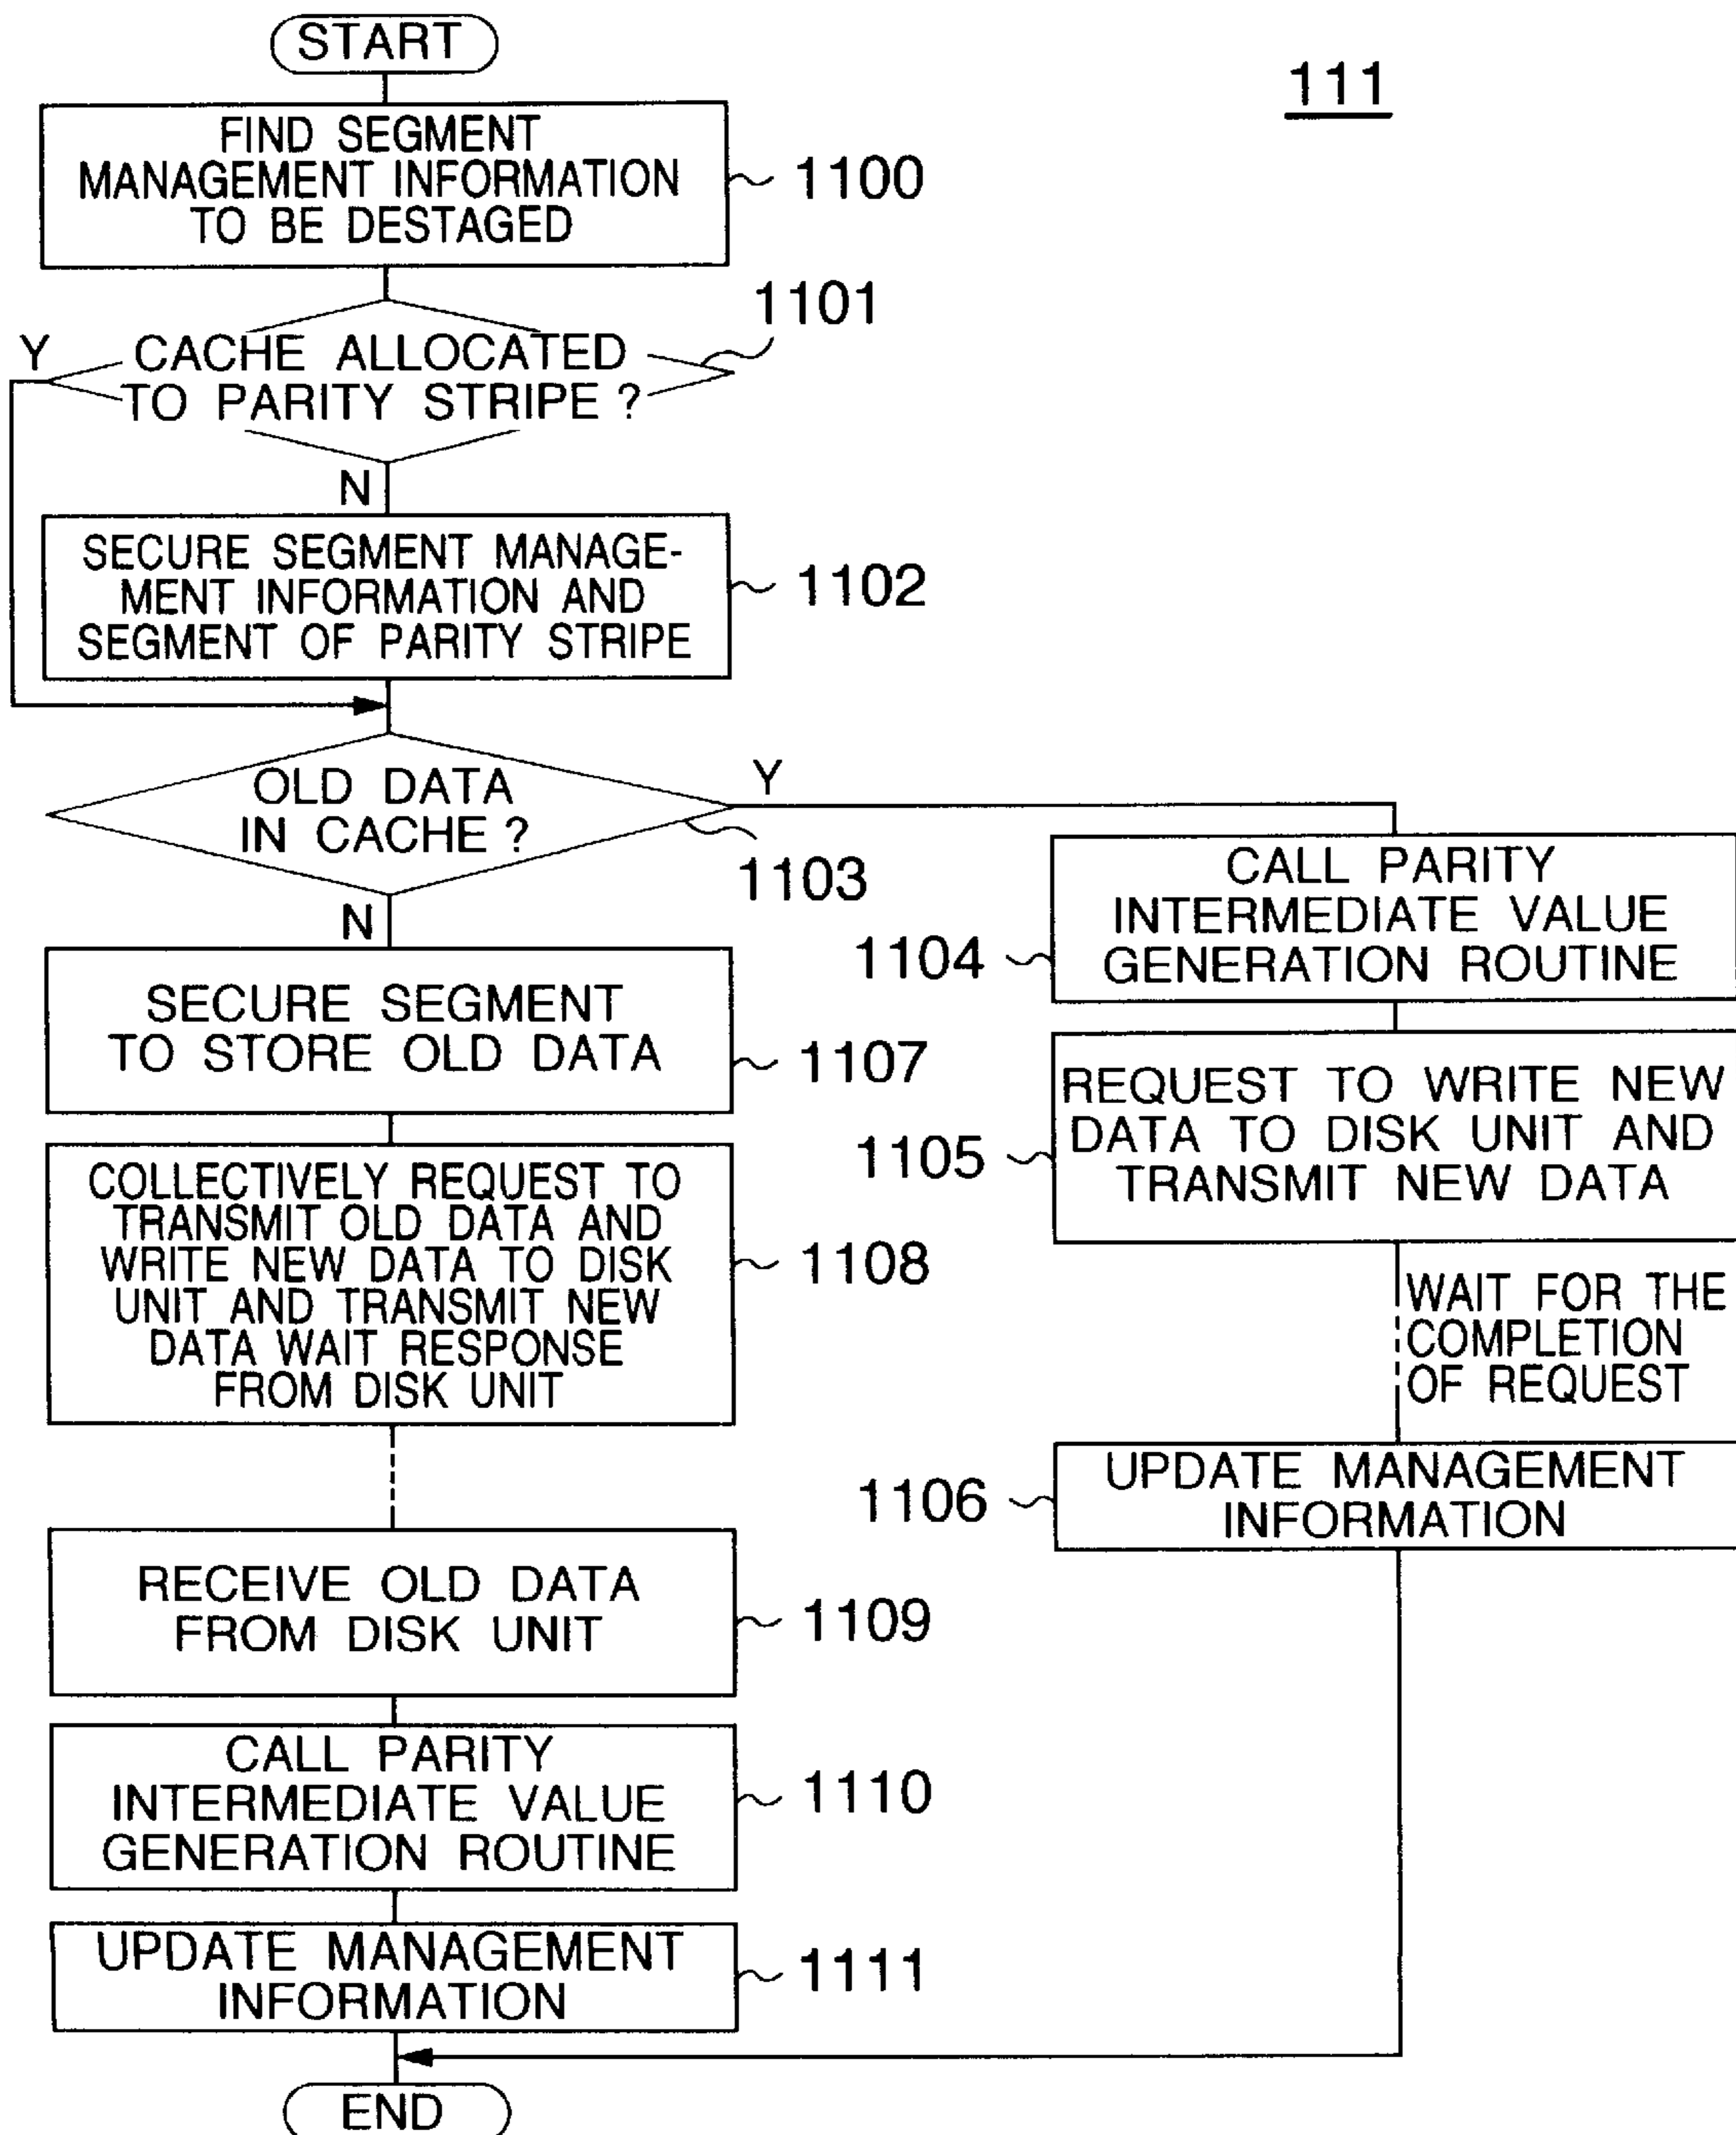 START
111
FIND SEGMENT
MANAGEMENT INFORMATION
TO BE DESTAGED
1100
1101
Y
CACHE ALLOCATED
TO PARITY STRIPE ?
N
SECURE SEGMENT MANAGE-
MENT INFORMATION AND
SEGMENT OF PARITY STRIPE
1102
OLD DATA
IN CACHE ?
Y
1103
N
CALL PARITY
INTERMEDIATE VALUE
GENERATION ROUTINE
1104
SECURE SEGMENT
TO STORE OLD DATA
1107
REQUEST TO WRITE NEW
DATA TO DISK UNIT AND
TRANSMIT NEW DATA
1105
COLLECTIVELY REQUEST TO
TRANSMIT OLD DATA AND
WRITE NEW DATA TO DISK
UNIT AND TRANSMIT NEW
DATA WAIT RESPONSE
FROM DISK UNIT
1108
WAIT FOR THE
COMPLETION
OF REQUEST
1106
UPDATE MANAGEMENT
INFORMATION
RECEIVE OLD DATA
FROM DISK UNIT
1109
CALL PARITY
INTERMEDIATE VALUE
GENERATION ROUTINE
1110
UPDATE MANAGEMENT
INFORMATION
1111
END